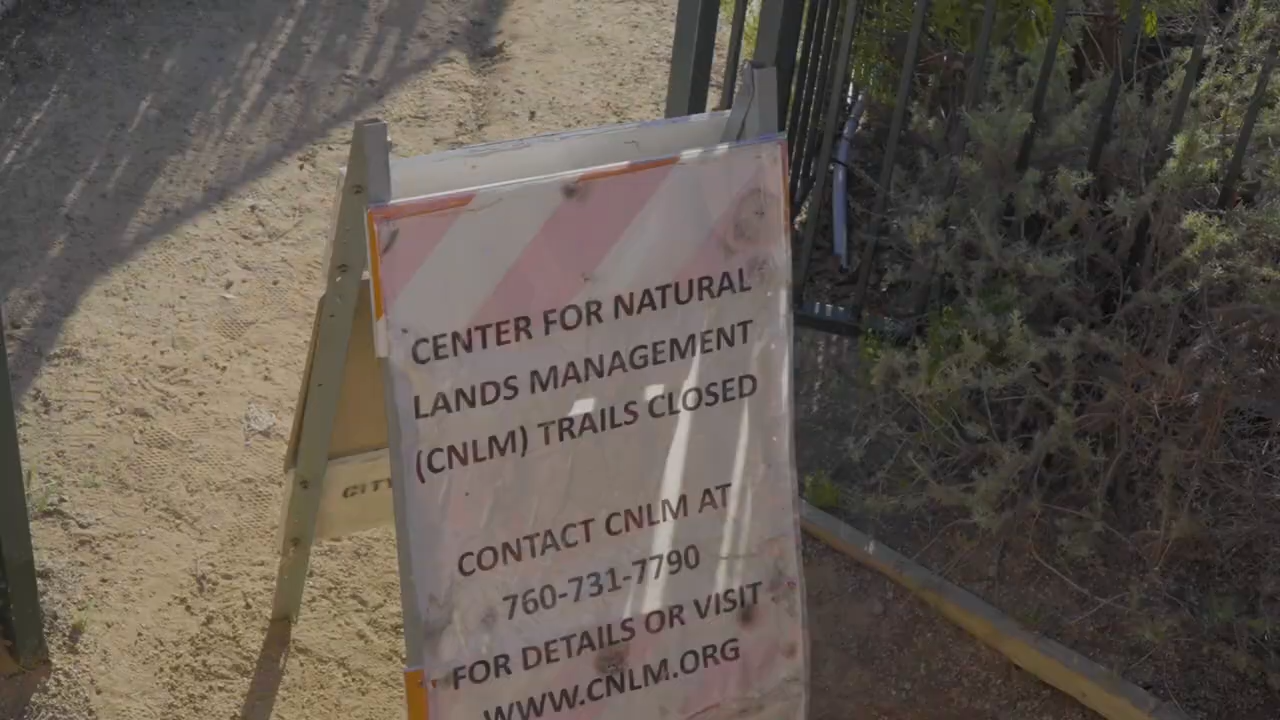 CENTER FOR NATURAL
LANDS MANAGEMENT
(CNLM) TRAILS CLOSED
CONTACT CNLM AT
760-731-7790
FOR DETAILS OR VISIT
WWW.CNLM.ORG
CITY